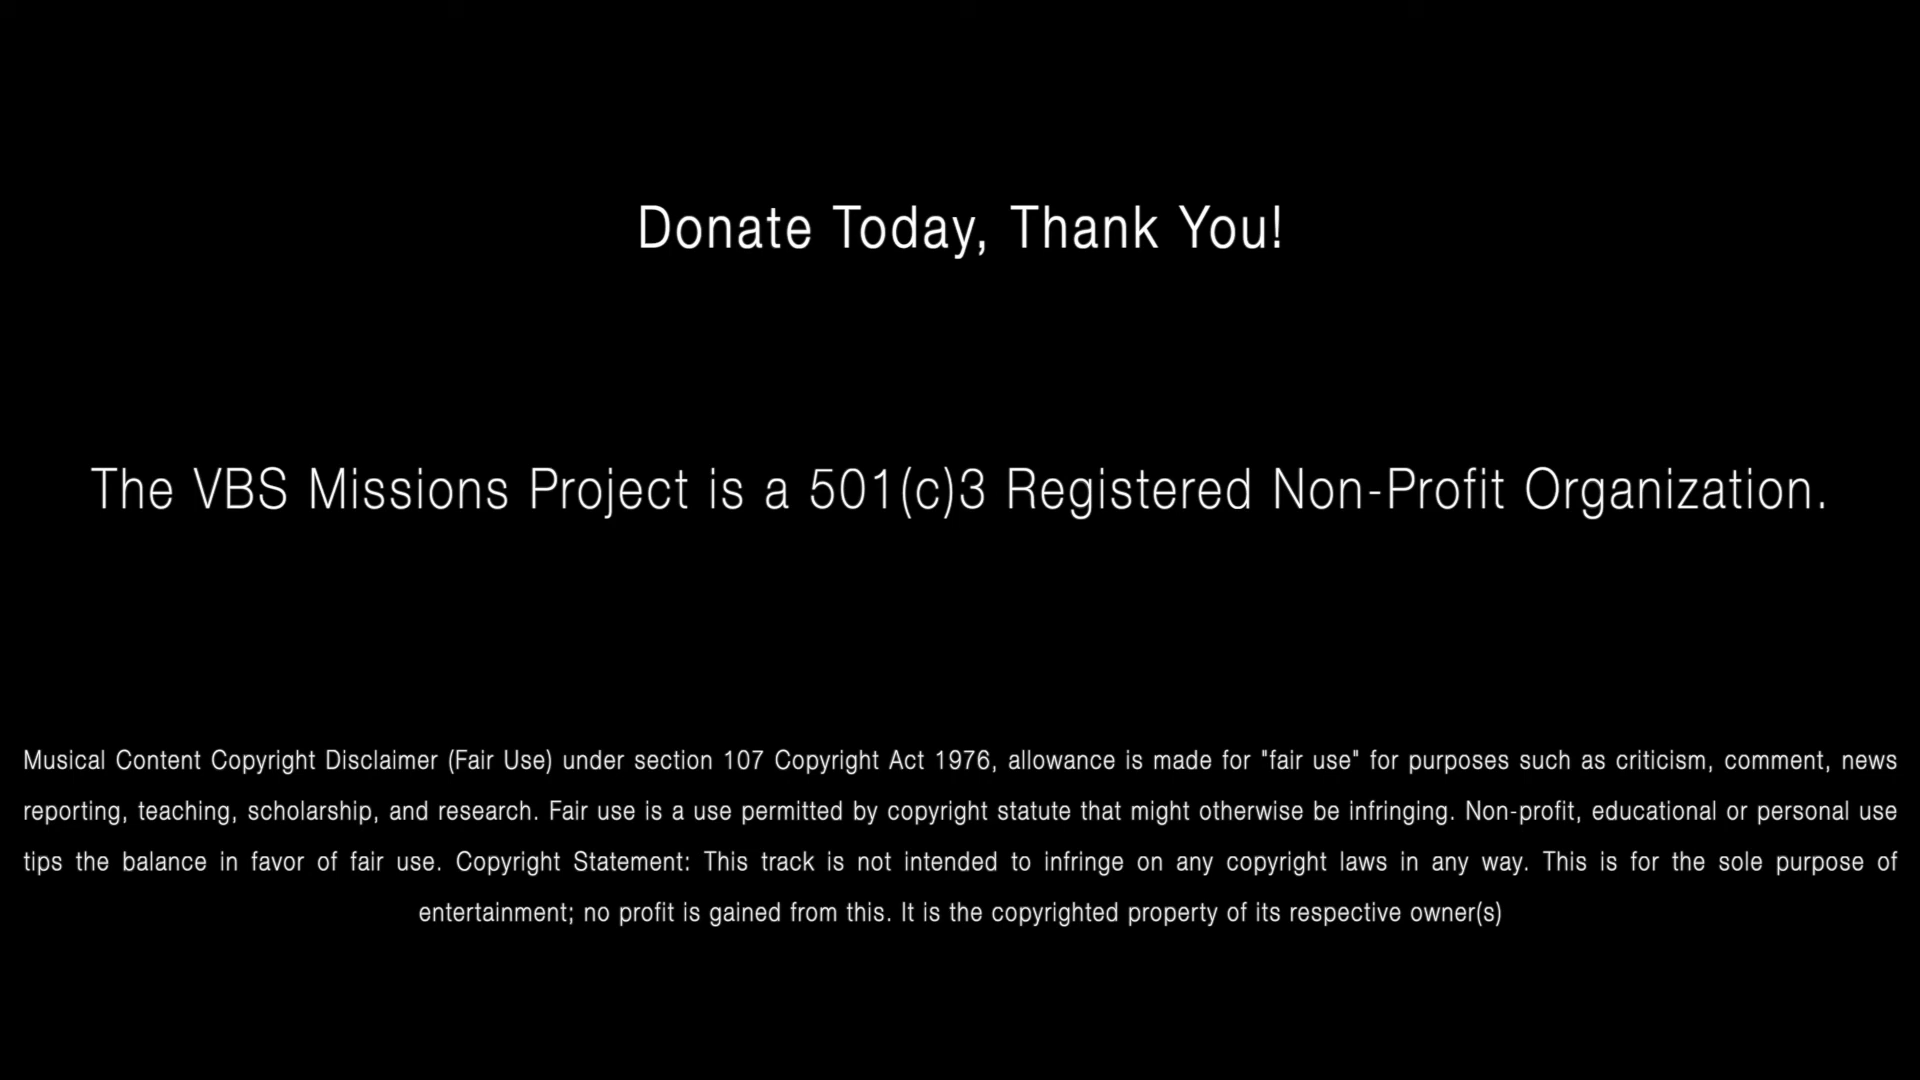 Donate Today, Thank You!
The VBS Missions Project is a 501(c)3 Registered Non-Profit Organization.
Musical Content Copyright Disclaimer (Fair Use) under section 107 Copyright Act 1976, allowance is made for "fair use" for purposes such as criticism, comment, news
reporting, teaching, scholarship, and research. Fair use is a use permitted by copyright statute that might otherwise be infringing. Non-profit, educational or personal use
tips the balance in favor of fair use. Copyright Statement: This track is not intended to infringe on any copyright laws in any way. This is for the sole purpose of
entertainment; no profit is gained from this. It is the copyrighted property of its respective owner(s)